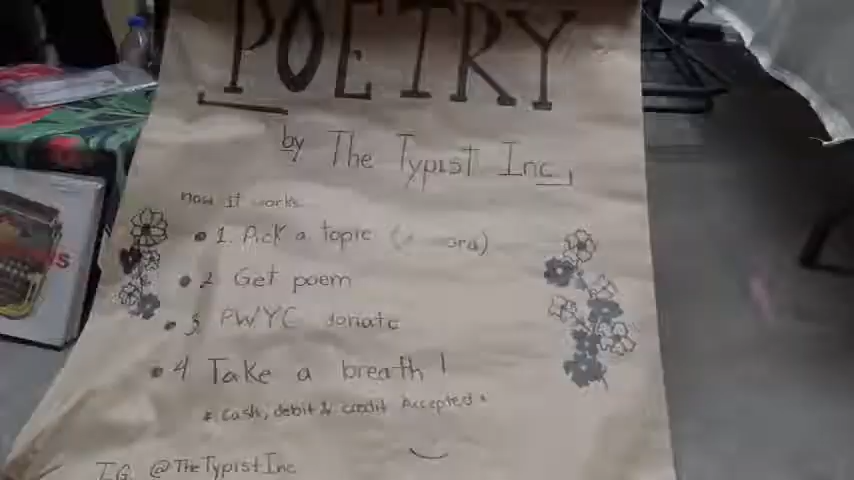 POETRY
by The Typist Inc.
How it works
1. Pick a topic
2 Get poem
3 PWYC donate
4 Take a breath!
* Cash, debit & credit Accepted *
IG @TheTypistInc